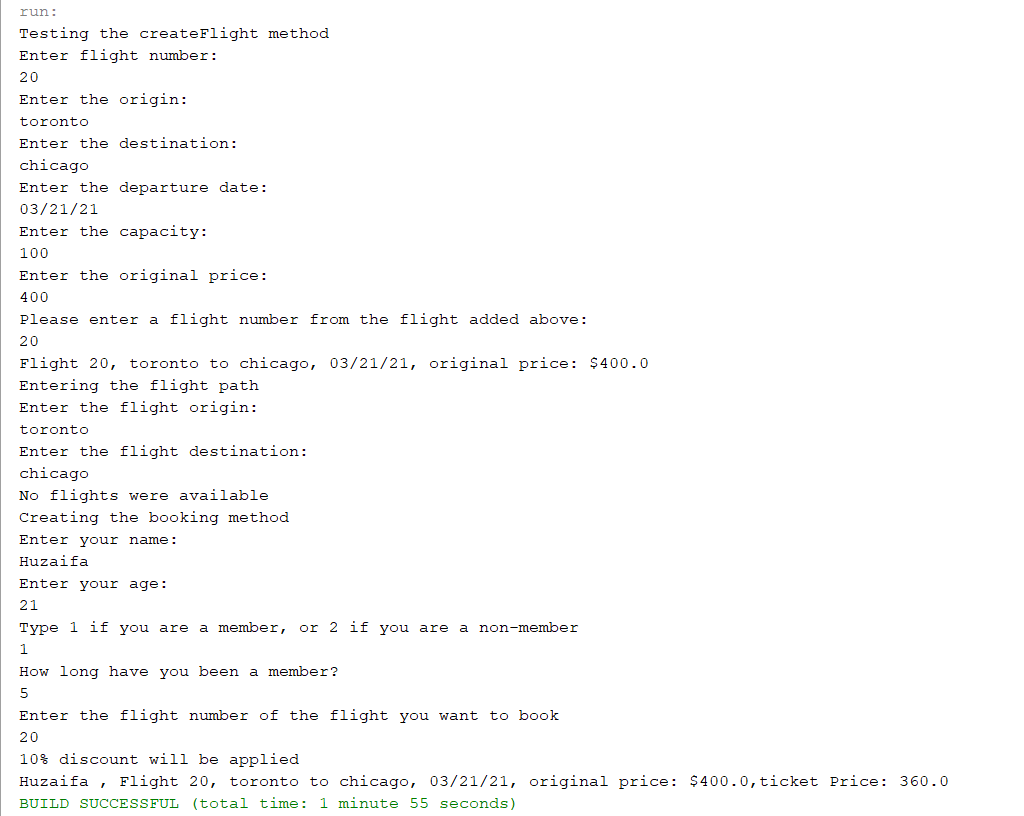 run:
Testing the createFlight method
Enter flight number:
20
Enter the origin:
toronto
Enter the destination:
chicago
Enter the departure date:
03/21/21
Enter the capacity:
100
Enter the original price:
400
Please enter a flight number from the flight added above:
20
Flight 20, toronto to chicago, 03/21/21, original price: $400.0
Entering the flight path
Enter the flight origin:
toronto
Enter the flight destination:
chicago
No flights were available
Creating the booking method
Enter your name:
Huzaifa
Enter your age:
21
Type 1 if you are a member, or 2 if you are a non-member
1
How long have you been a member?
5
Enter the flight number of the flight you want to book
20
10% discount will be applied
Huzaifa , Flight 20, toronto to chicago, 03/21/21, original price: $400.0,ticket Price: 360.0
BUILD SUCCESSFUL (total time: 1 minute 55 seconds)